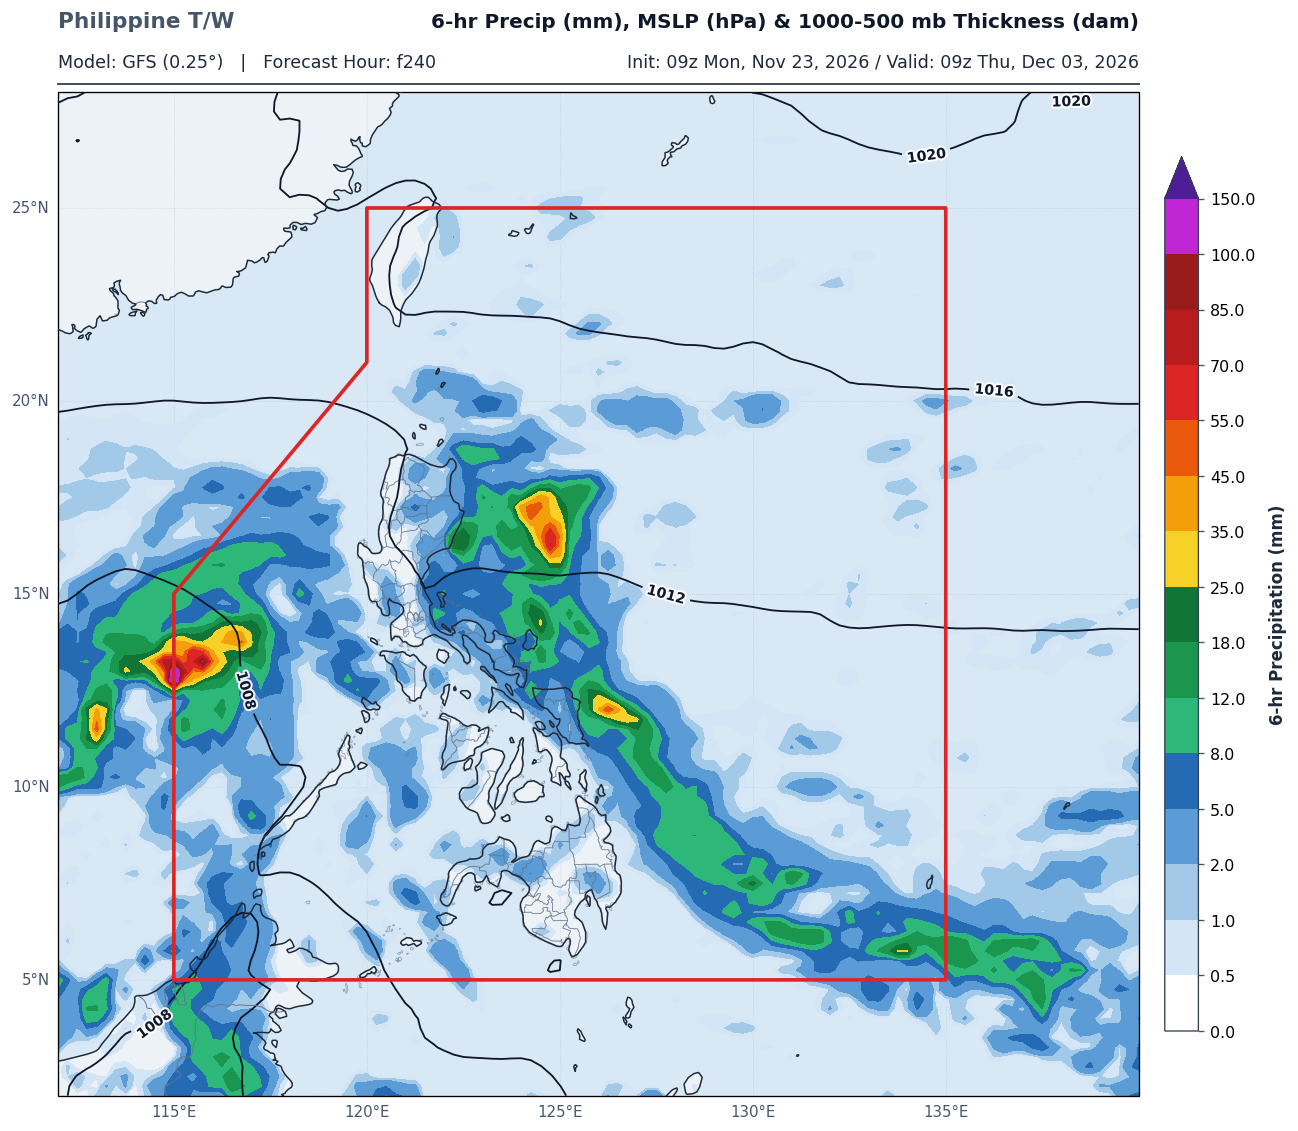 Philippine T/W
6-hr Precip (mm), MSLP (hPa) & 1000-500 mb Thickness (dam)
Model: GFS (0.25°) | Forecast Hour: f240
Init: 09z Mon, Nov 23, 2026 / Valid: 09z Thu, Dec 03, 2026
1020
1020
25°N
1016
20°N
15°N
1012
1008
10°N
5°N
1008
115°E
120°E
125°E
130°E
135°E
150.0
100.0
85.0
70.0
55.0
45.0
35.0
25.0
18.0
12.0
8.0
5.0
2.0
1.0
0.5
0.0
6-hr Precipitation (mm)